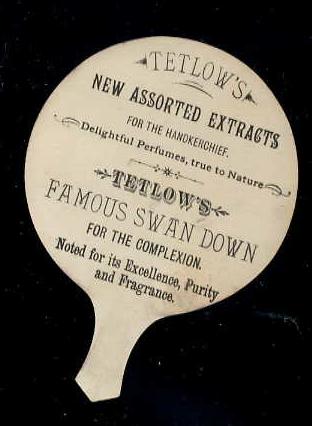 TETLOW'S
NEW ASSORTED EXTRACTS
FOR THE HANDKERCHIEF.
Delightful Perfumes, true to Nature
TETLOW'S
FAMOUS SWAN DOWN
FOR THE COMPLEXION.
Noted for its Excellence, Purity
and Fragrance.